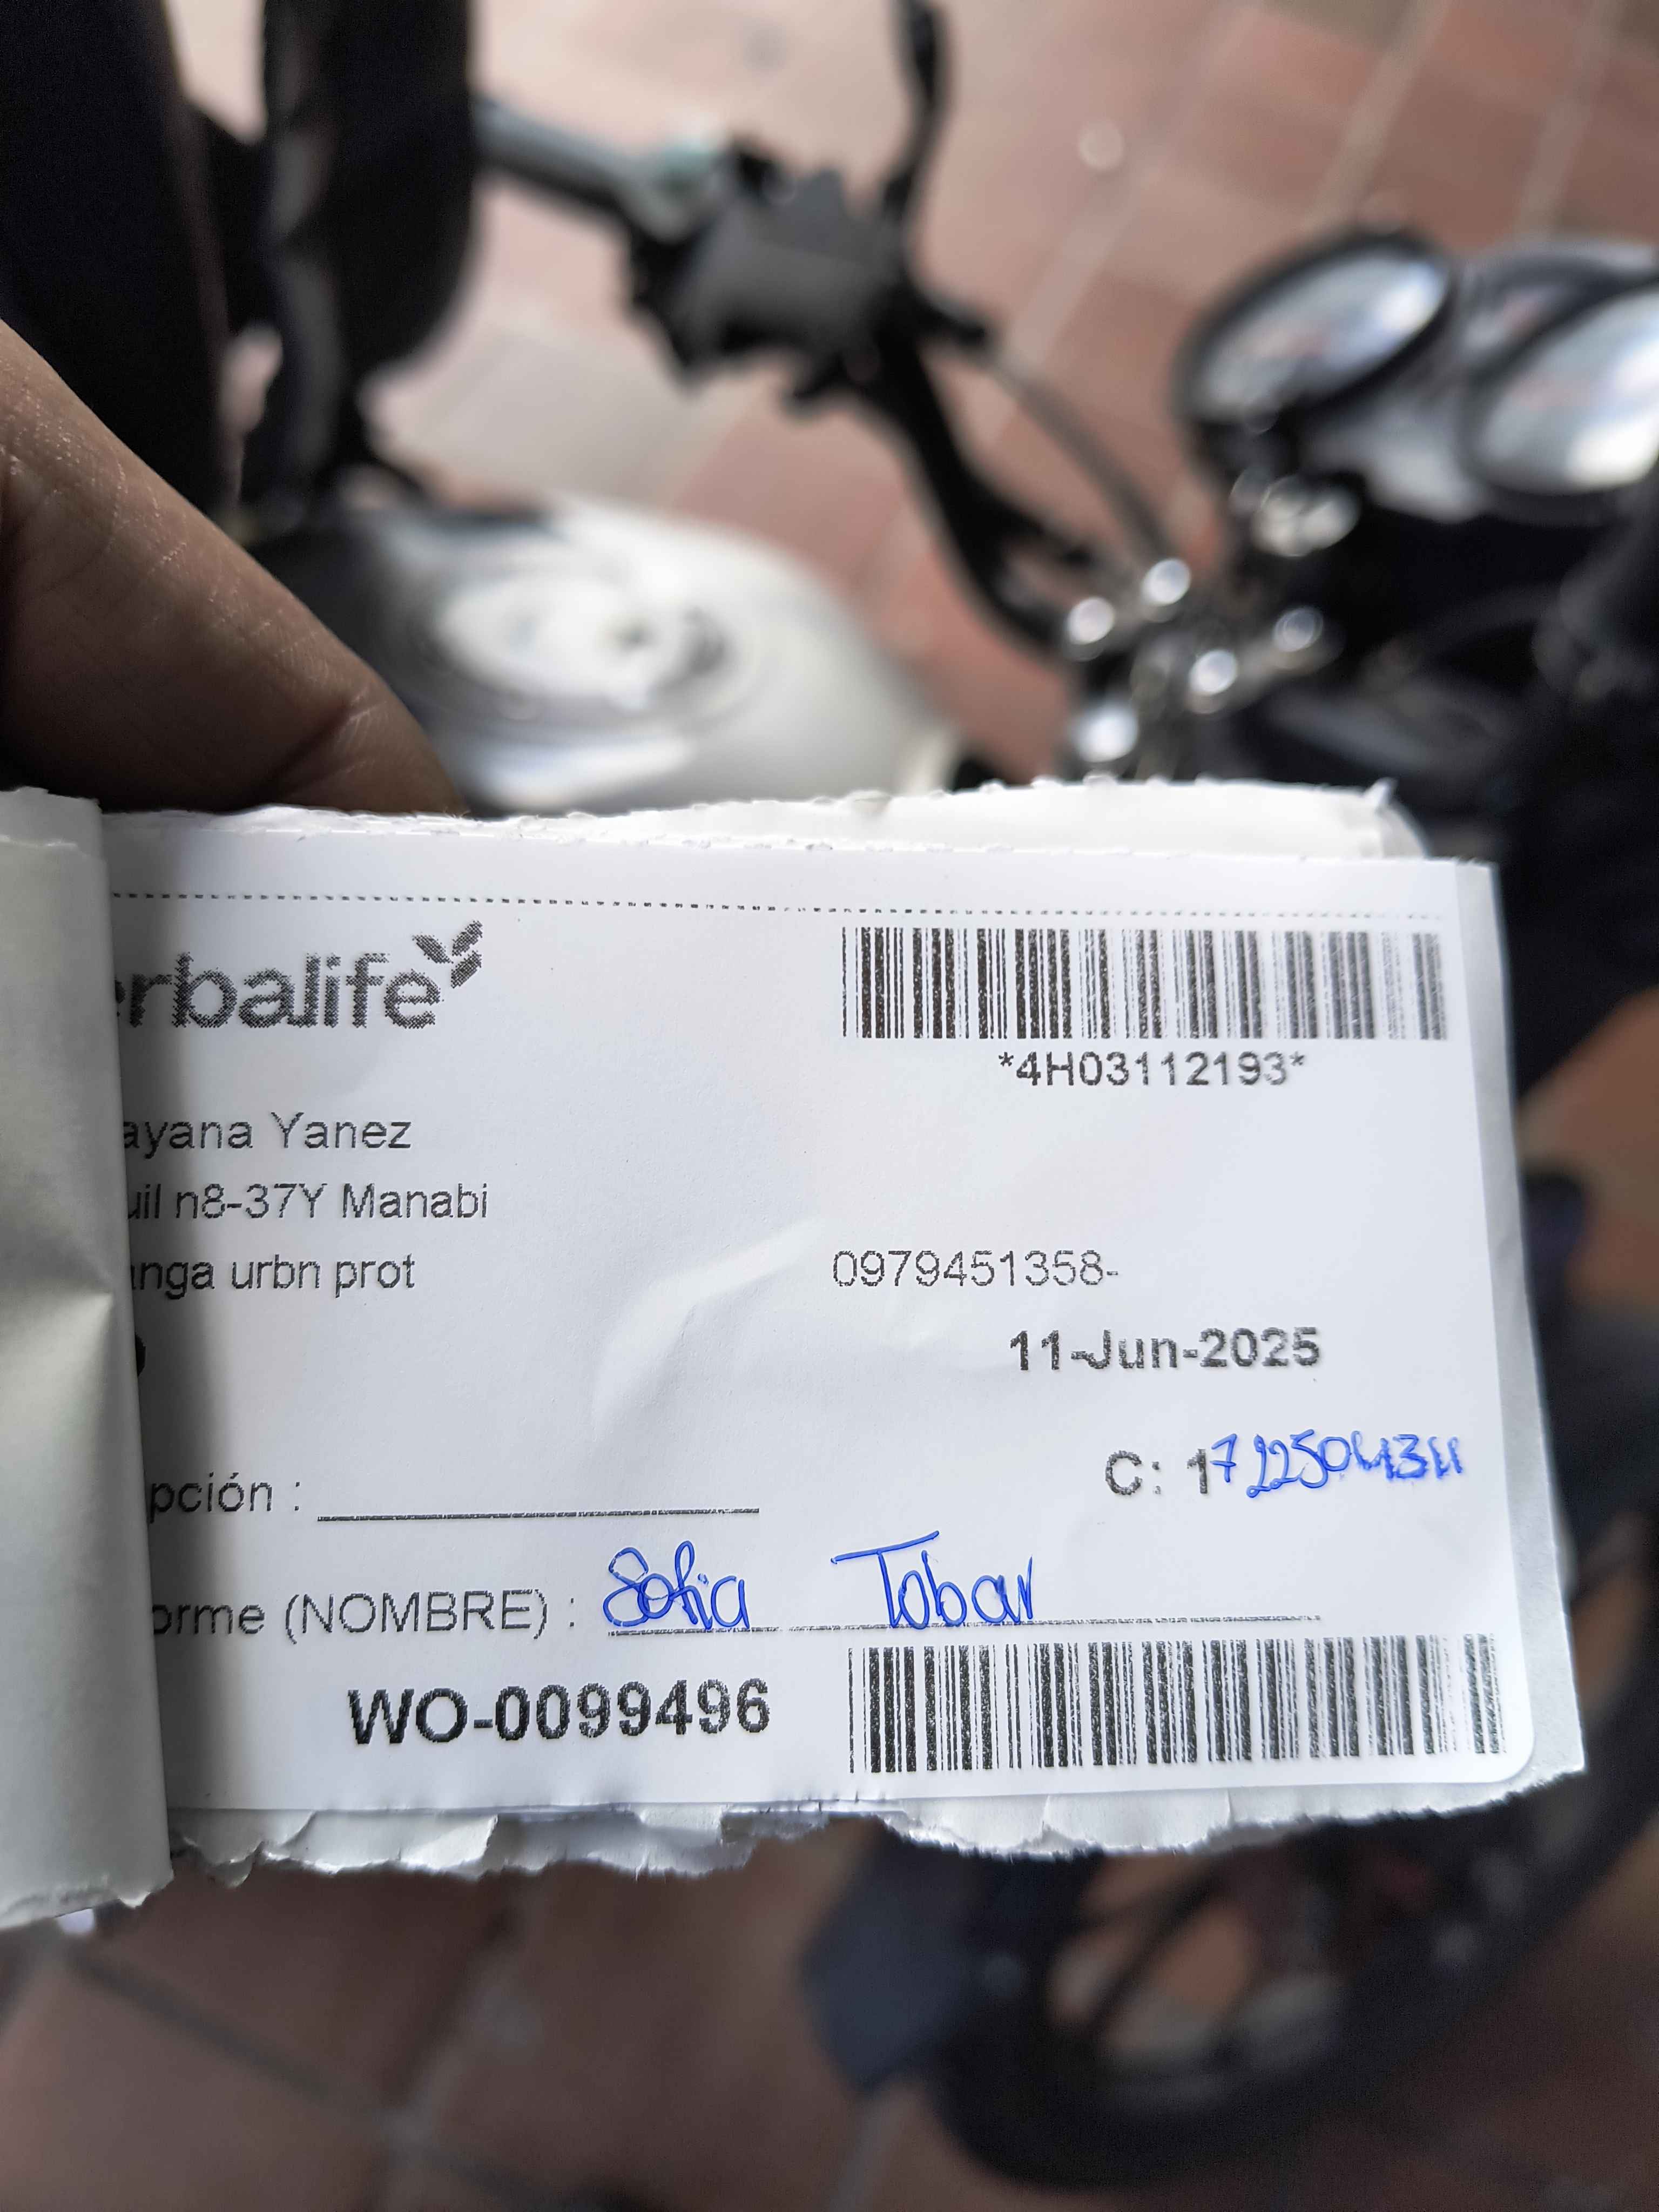 erbalife
*4H03112193*
ayana Yanez
uil n8-37Y Manabi
anga urbn prot
0979451358-
11-Jun-2025
pción :
orme (NOMBRE) : Sofia Tobar
WO-0099496